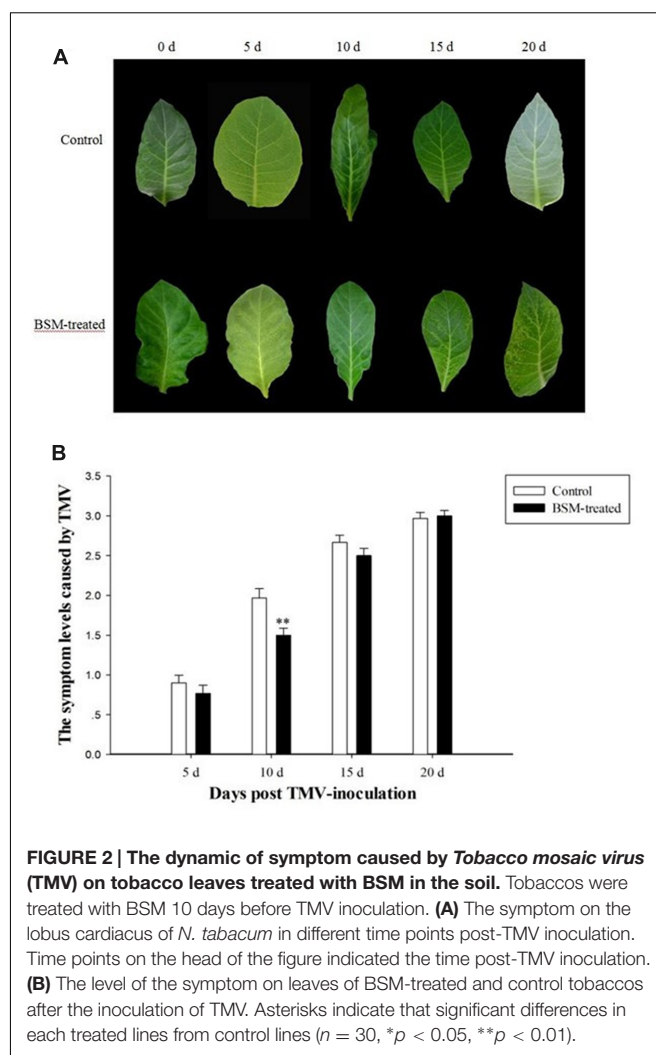 A
0 d 5 d 10 d 15 d 20 d
Control
BSM-treated
B
3.5
3.0
2.5
2.0
1.5
1.0
.5
0.0
The symptom levels caused by TMV
**
Control
BSM-treated
5 d 10 d 15 d 20 d
Days post TMV-inoculation
FIGURE 2 | The dynamic of symptom caused by Tobacco mosaic virus
(TMV) on tobacco leaves treated with BSM in the soil. Tobaccos were
treated with BSM 10 days before TMV inoculation. (A) The symptom on the
lobus cardiacus of N. tabacum in different time points post-TMV inoculation.
Time points on the head of the figure indicated the time post-TMV inoculation.
(B) The level of the symptom on leaves of BSM-treated and control tobaccos
after the inoculation of TMV. Asterisks indicate that significant differences in
each treated lines from control lines (n = 30, *p < 0.05, **p < 0.01).